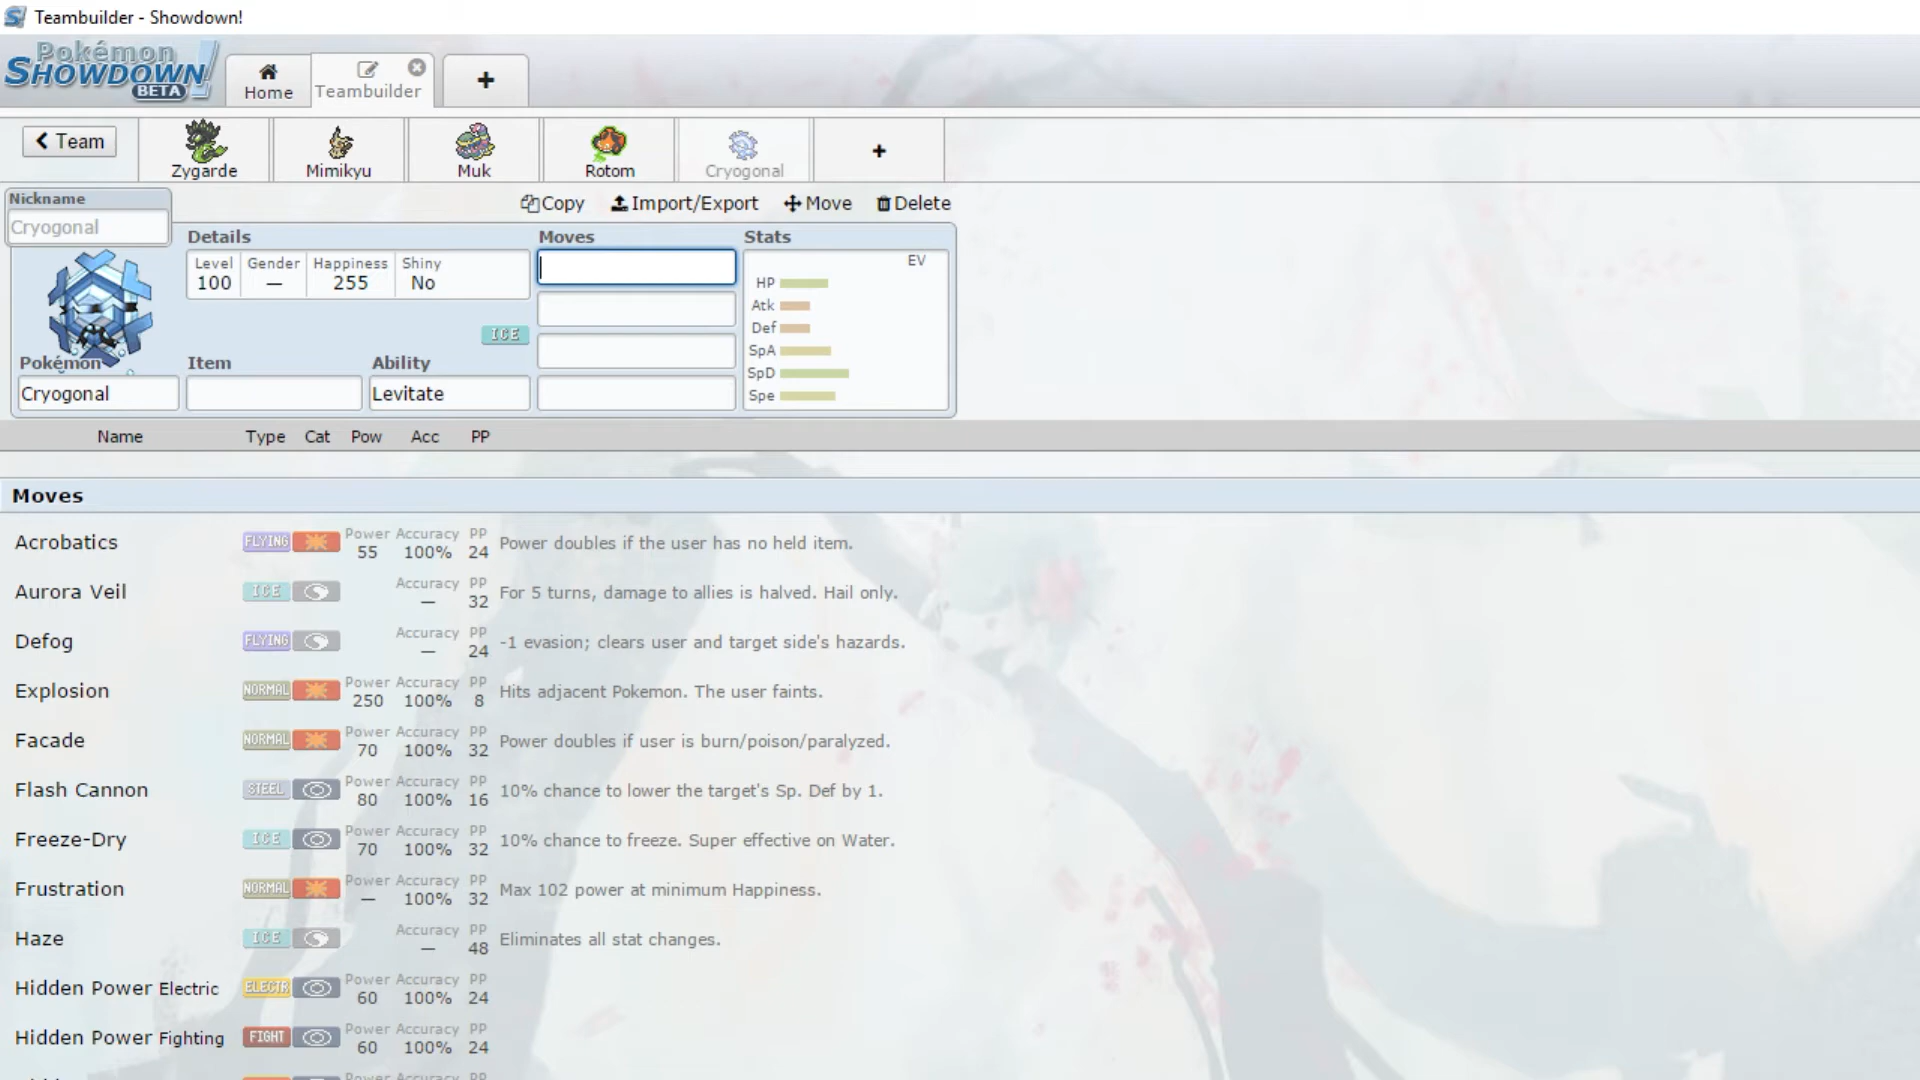 Teambuilder - Showdown!
Pokémon
SHOWDOWN!
BETA
Home
Teambuilder
+
Team
Zygarde
Mimikyu
Muk
Rotom
Cryogonal
+
Nickname
Cryogonal
Copy Import/Export Move Delete
Details
Level Gender Happiness Shiny
100 — 255 No
ICE
Pokémon Item Ability
Cryogonal Levitate
Moves
Stats
EV
HP
Atk
Def
SpA
SpD
Spe
Name Type Cat Pow Acc PP
Moves
Acrobatics FLYING Power 55 Accuracy 100% PP 24 Power doubles if the user has no held item.
Aurora Veil ICE Accuracy — PP 32 For 5 turns, damage to allies is halved. Hail only.
Defog FLYING Accuracy — PP 24 -1 evasion; clears user and target side's hazards.
Explosion NORMAL Power 250 Accuracy 100% PP 8 Hits adjacent Pokemon. The user faints.
Facade NORMAL Power 70 Accuracy 100% PP 32 Power doubles if user is burn/poison/paralyzed.
Flash Cannon STEEL Power 80 Accuracy 100% PP 16 10% chance to lower the target's Sp. Def by 1.
Freeze-Dry ICE Power 70 Accuracy 100% PP 32 10% chance to freeze. Super effective on Water.
Frustration NORMAL Power — Accuracy 100% PP 32 Max 102 power at minimum Happiness.
Haze ICE Accuracy — PP 48 Eliminates all stat changes.
Hidden Power Electric ELECTR Power 60 Accuracy 100% PP 24
Hidden Power Fighting FIGHT Power 60 Accuracy 100% PP 24
Power Accuracy PP